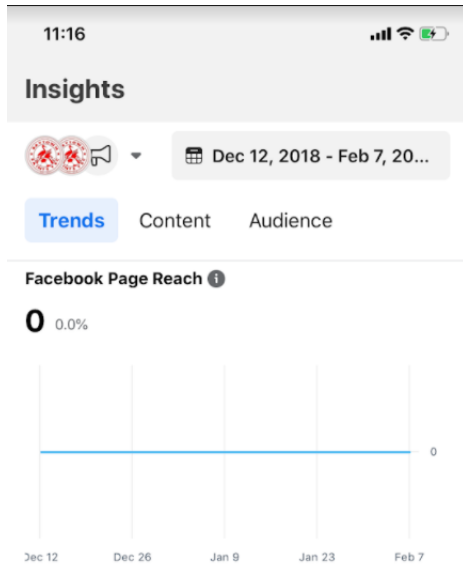 11:16
Insights
Dec 12, 2018 - Feb 7, 20...
Trends Content Audience
Facebook Page Reach
0 0.0%
0
Dec 12 Dec 26 Jan 9 Jan 23 Feb 7